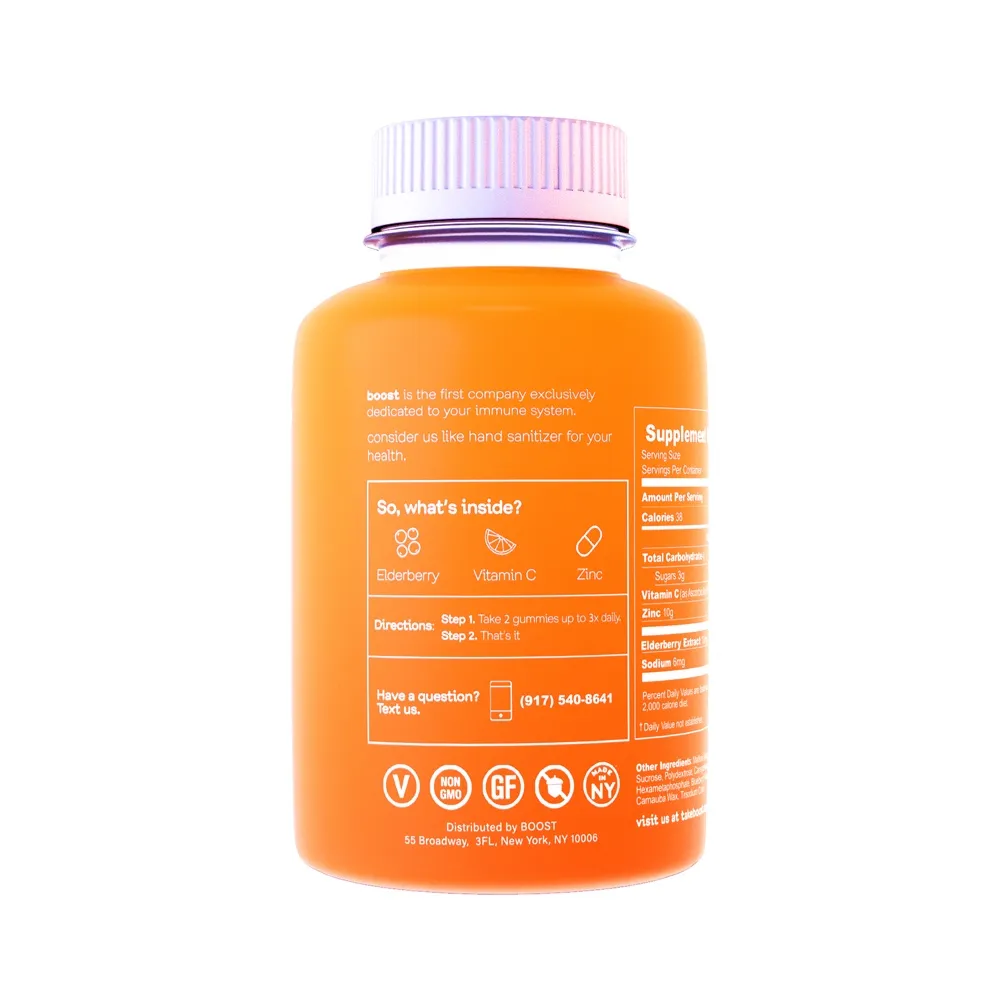 boost is the first company exclusively
dedicated to your immune system.
consider us like hand sanitizer for your
health.
So, what's inside?
Elderberry
Vitamin C
Zinc
Directions:
Step 1. Take 2 gummies up to 3x daily.
Step 2. That's it
Have a question?
Text us.
(917) 540-8641
V
NON
GMO
GF
MADE
IN
NY
Distributed by BOOST
55 Broadway, 3FL, New York, NY 10006
Supplement
Serving Size
Servings Per Container
Amount Per Serving
Calories 38
Total Carbohydrate
Sugars 3g
Vitamin C (as
Zinc 10g
Elderberry Extract
Sodium 5mg
Percent Daily Values are
2,000 calorie diet.
† Daily Value not
Other Ingredients:
Sucrose, Polydextrose,
Hexametaphosphate,
Carnauba Wax,
visit us at